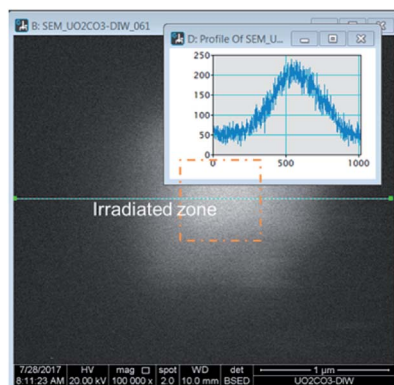 B: SEM_UO2CO3-DIW_061
D: Profile Of SEM_U...
250
200
150
100
50
0
0 500 1000
Irradiated zone
7/28/2017 HV mag spot WD det 1 µm
8:11:23 AM 20.00 kV 100 000 x 2.0 10.0 mm BSED UO2CO3-DIW